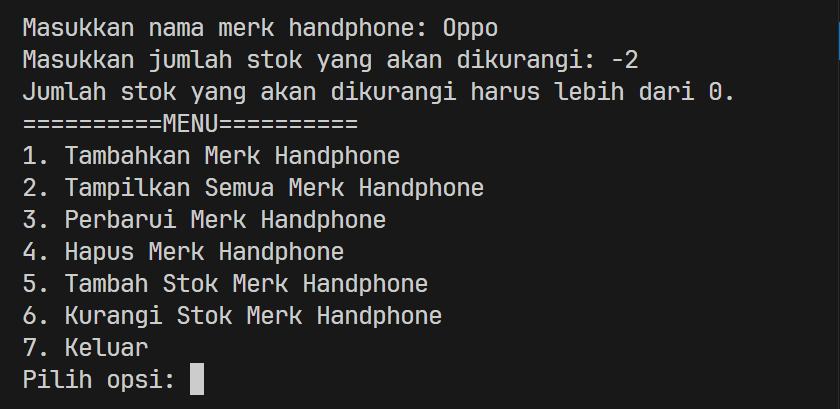 Masukkan nama merk handphone: Oppo
Masukkan jumlah stok yang akan dikurangi: -2
Jumlah stok yang akan dikurangi harus lebih dari 0.
==========MENU==========
1. Tambahkan Merk Handphone
2. Tampilkan Semua Merk Handphone
3. Perbarui Merk Handphone
4. Hapus Merk Handphone
5. Tambah Stok Merk Handphone
6. Kurangi Stok Merk Handphone
7. Keluar
Pilih opsi: